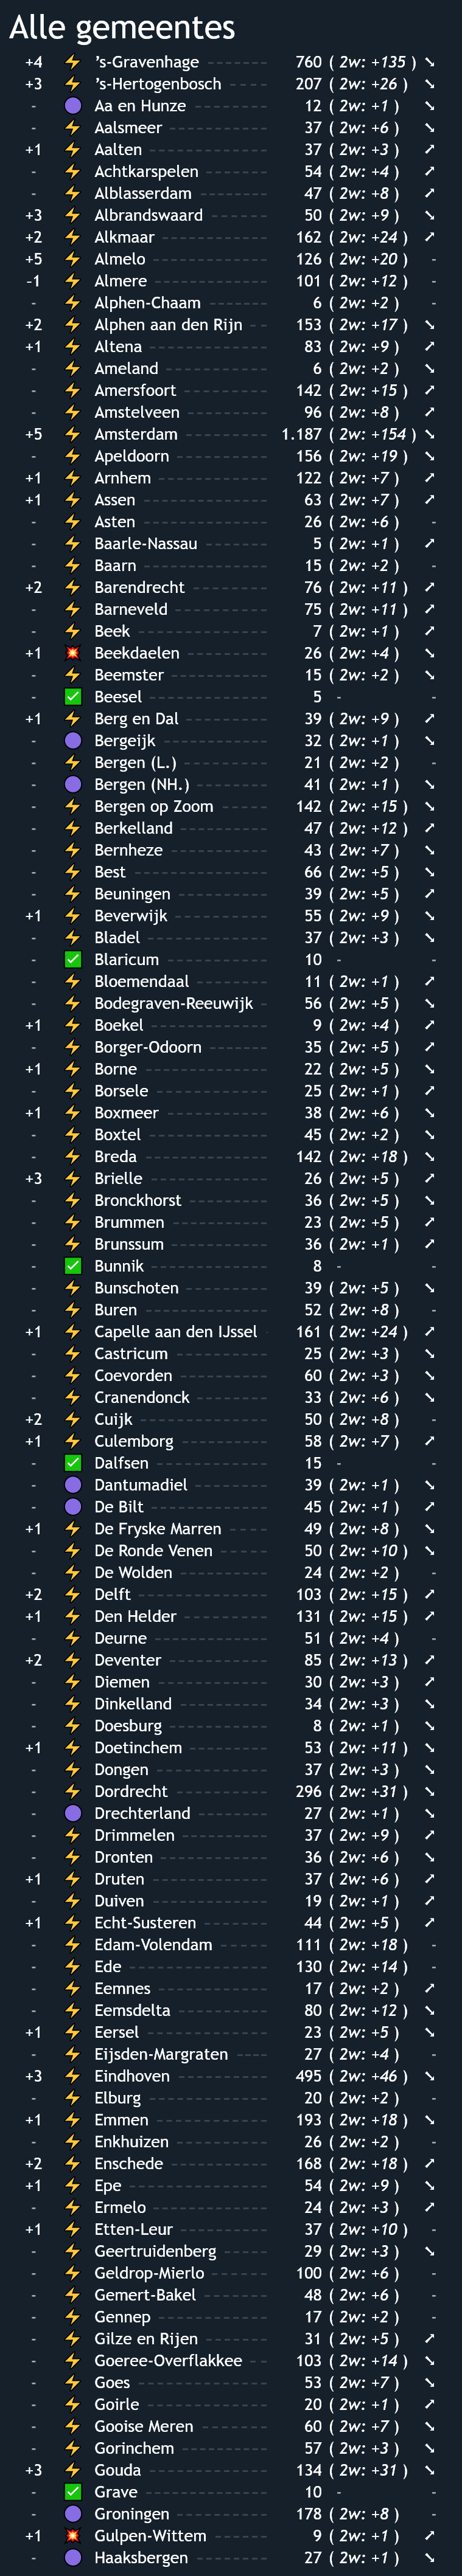 Alle gemeentes
+4 ⚡ ’s-Gravenhage 760 ( 2w: +135 ) ↘
+3 ⚡ ’s-Hertogenbosch 207 ( 2w: +26 ) ↘
- 🟣 Aa en Hunze 12 ( 2w: +1 ) ↘
- ⚡ Aalsmeer 37 ( 2w: +6 ) ↘
+1 ⚡ Aalten 37 ( 2w: +3 ) ↗
- ⚡ Achtkarspelen 54 ( 2w: +4 ) ↗
- ⚡ Alblasserdam 47 ( 2w: +8 ) ↗
+3 ⚡ Albrandswaard 50 ( 2w: +9 ) ↘
+2 ⚡ Alkmaar 162 ( 2w: +24 ) ↗
+5 ⚡ Almelo 126 ( 2w: +20 ) -
-1 ⚡ Almere 101 ( 2w: +12 ) -
- ⚡ Alphen-Chaam 6 ( 2w: +2 ) -
+2 ⚡ Alphen aan den Rijn 153 ( 2w: +17 ) ↘
+1 ⚡ Altena 83 ( 2w: +9 ) ↗
- ⚡ Ameland 6 ( 2w: +2 ) ↘
- ⚡ Amersfoort 142 ( 2w: +15 ) ↗
- ⚡ Amstelveen 96 ( 2w: +8 ) ↗
+5 ⚡ Amsterdam 1.187 ( 2w: +154 ) ↘
- ⚡ Apeldoorn 156 ( 2w: +19 ) ↘
+1 ⚡ Arnhem 122 ( 2w: +7 ) ↗
+1 ⚡ Assen 63 ( 2w: +7 ) ↗
- ⚡ Asten 26 ( 2w: +6 ) -
- ⚡ Baarle-Nassau 5 ( 2w: +1 ) ↗
- ⚡ Baarn 15 ( 2w: +2 ) -
+2 ⚡ Barendrecht 76 ( 2w: +11 ) ↗
- ⚡ Barneveld 75 ( 2w: +11 ) ↗
- ⚡ Beek 7 ( 2w: +1 ) ↗
+1 💥 Beekdaelen 26 ( 2w: +4 ) ↘
- ⚡ Beemster 15 ( 2w: +2 ) ↘
- ✅ Beesel 5 - -
+1 ⚡ Berg en Dal 39 ( 2w: +9 ) ↗
- 🟣 Bergeijk 32 ( 2w: +1 ) ↘
- ⚡ Bergen (L.) 21 ( 2w: +2 ) -
- 🟣 Bergen (NH.) 41 ( 2w: +1 ) ↘
- ⚡ Bergen op Zoom 142 ( 2w: +15 ) ↘
- ⚡ Berkelland 47 ( 2w: +12 ) ↗
- ⚡ Bernheze 43 ( 2w: +7 ) ↘
- ⚡ Best 66 ( 2w: +5 ) ↘
- ⚡ Beuningen 39 ( 2w: +5 ) ↗
+1 ⚡ Beverwijk 55 ( 2w: +9 ) ↘
- ⚡ Bladel 37 ( 2w: +3 ) ↘
- ✅ Blaricum 10 - -
- ⚡ Bloemendaal 11 ( 2w: +1 ) ↗
- ⚡ Bodegraven-Reeuwijk 56 ( 2w: +5 ) ↘
+1 ⚡ Boekel 9 ( 2w: +4 ) ↗
- ⚡ Borger-Odoorn 35 ( 2w: +5 ) ↗
+1 ⚡ Borne 22 ( 2w: +5 ) ↘
- ⚡ Borsele 25 ( 2w: +1 ) ↗
+1 ⚡ Boxmeer 38 ( 2w: +6 ) ↘
- ⚡ Boxtel 45 ( 2w: +2 ) ↘
- ⚡ Breda 142 ( 2w: +18 ) ↘
+3 ⚡ Brielle 26 ( 2w: +5 ) ↗
- ⚡ Bronckhorst 36 ( 2w: +5 ) ↘
- ⚡ Brummen 23 ( 2w: +5 ) ↗
- ⚡ Brunssum 36 ( 2w: +1 ) ↗
- ✅ Bunnik 8 - -
- ⚡ Bunschoten 39 ( 2w: +5 ) ↘
- ⚡ Buren 52 ( 2w: +8 ) -
+1 ⚡ Capelle aan den IJssel 161 ( 2w: +24 ) ↗
- ⚡ Castricum 25 ( 2w: +3 ) ↘
- ⚡ Coevorden 60 ( 2w: +3 ) ↘
- ⚡ Cranendonck 33 ( 2w: +6 ) ↘
+2 ⚡ Cuijk 50 ( 2w: +8 ) -
+1 ⚡ Culemborg 58 ( 2w: +7 ) ↗
- ✅ Dalfsen 15 - -
- 🟣 Dantumadiel 39 ( 2w: +1 ) ↘
- 🟣 De Bilt 45 ( 2w: +1 ) ↗
+1 ⚡ De Fryske Marren 49 ( 2w: +8 ) ↘
- ⚡ De Ronde Venen 50 ( 2w: +10 ) ↘
- ⚡ De Wolden 24 ( 2w: +2 ) -
+2 ⚡ Delft 103 ( 2w: +15 ) ↗
+1 ⚡ Den Helder 131 ( 2w: +15 ) ↗
- ⚡ Deurne 51 ( 2w: +4 ) -
+2 ⚡ Deventer 85 ( 2w: +13 ) ↗
- ⚡ Diemen 30 ( 2w: +3 ) ↗
- ⚡ Dinkelland 34 ( 2w: +3 ) ↘
- ⚡ Doesburg 8 ( 2w: +1 ) ↘
+1 ⚡ Doetinchem 53 ( 2w: +11 ) ↘
- ⚡ Dongen 37 ( 2w: +3 ) ↘
- ⚡ Dordrecht 296 ( 2w: +31 ) ↘
- 🟣 Drechterland 27 ( 2w: +1 ) ↘
- ⚡ Drimmelen 37 ( 2w: +9 ) ↗
- ⚡ Dronten 36 ( 2w: +6 ) ↘
+1 ⚡ Druten 37 ( 2w: +6 ) ↗
- ⚡ Duiven 19 ( 2w: +1 ) ↗
+1 ⚡ Echt-Susteren 44 ( 2w: +5 ) ↗
- ⚡ Edam-Volendam 111 ( 2w: +18 ) -
- ⚡ Ede 130 ( 2w: +14 ) -
- ⚡ Eemnes 17 ( 2w: +2 ) ↗
- ⚡ Eemsdelta 80 ( 2w: +12 ) ↘
+1 ⚡ Eersel 23 ( 2w: +5 ) ↘
- ⚡ Eijsden-Margraten 27 ( 2w: +4 ) -
+3 ⚡ Eindhoven 495 ( 2w: +46 ) ↘
- ⚡ Elburg 20 ( 2w: +2 ) -
+1 ⚡ Emmen 193 ( 2w: +18 ) ↘
- ⚡ Enkhuizen 26 ( 2w: +2 ) -
+2 ⚡ Enschede 168 ( 2w: +18 ) ↗
+1 ⚡ Epe 54 ( 2w: +9 ) ↘
- ⚡ Ermelo 24 ( 2w: +3 ) ↗
+1 ⚡ Etten-Leur 37 ( 2w: +10 ) -
- ⚡ Geertruidenberg 29 ( 2w: +3 ) ↘
- ⚡ Geldrop-Mierlo 100 ( 2w: +6 ) -
- ⚡ Gemert-Bakel 48 ( 2w: +6 ) -
- ⚡ Gennep 17 ( 2w: +2 ) -
- ⚡ Gilze en Rijen 31 ( 2w: +5 ) ↗
- ⚡ Goeree-Overflakkee 103 ( 2w: +14 ) ↘
- ⚡ Goes 53 ( 2w: +7 ) ↘
- ⚡ Goirle 20 ( 2w: +1 ) ↗
- ⚡ Gooise Meren 60 ( 2w: +7 ) ↘
- ⚡ Gorinchem 57 ( 2w: +3 ) ↘
+3 ⚡ Gouda 134 ( 2w: +31 ) ↘
- ✅ Grave 10 - -
- 🟣 Groningen 178 ( 2w: +8 ) -
+1 💥 Gulpen-Wittem 9 ( 2w: +1 ) ↗
- 🟣 Haaksbergen 27 ( 2w: +1 ) ↘